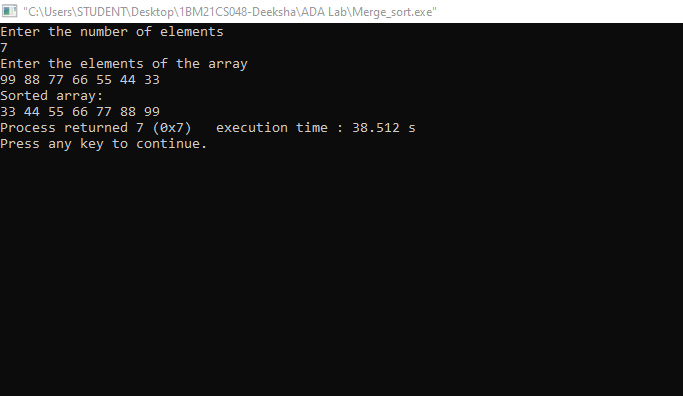 "C:\Users\STUDENT\Desktop\1BM21CS048-Deeksha\ADA Lab\Merge_sort.exe"
Enter the number of elements
7
Enter the elements of the array
99 88 77 66 55 44 33
Sorted array:
33 44 55 66 77 88 99
Process returned 7 (0x7)   execution time : 38.512 s
Press any key to continue.